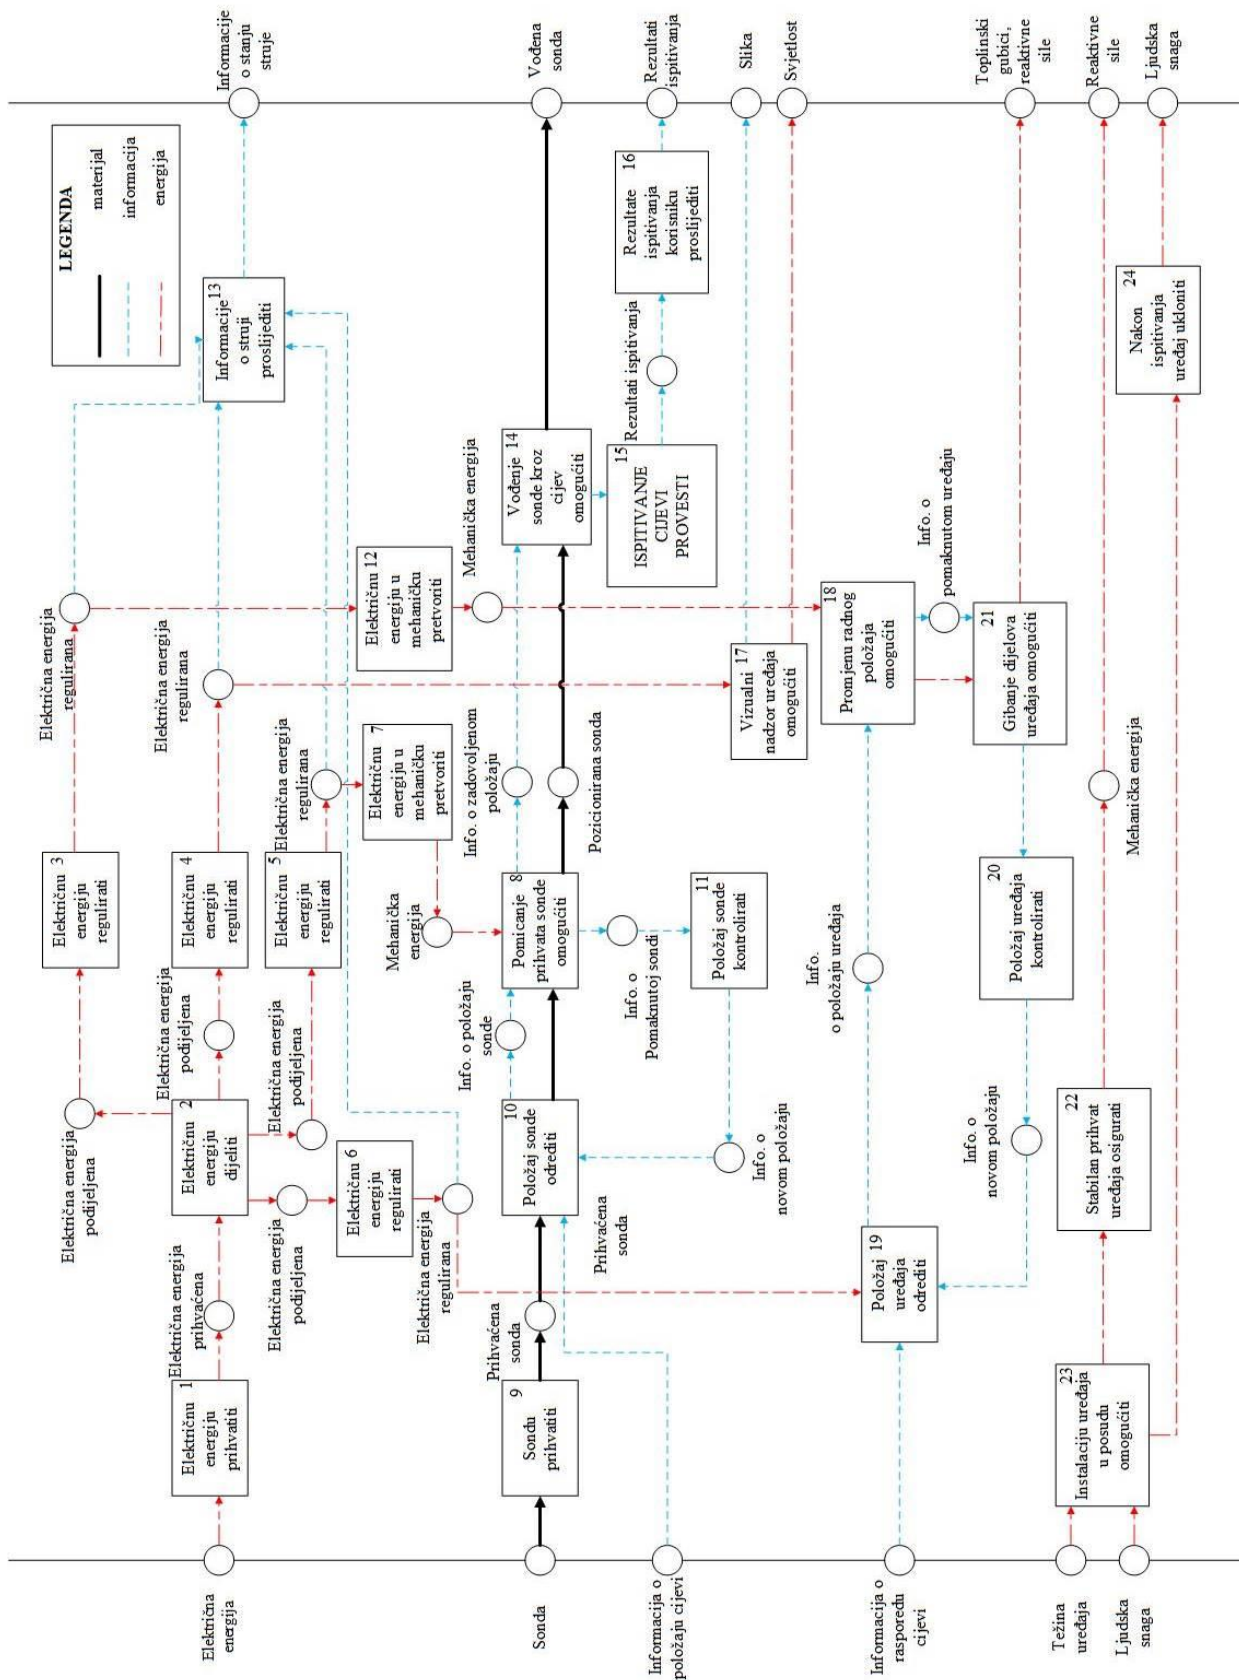 LEGENDA
materijal
informacija
energija
Električna
energija
Električnu 1
energiju
prihvatiti
Električna energija
prihvaćena
Električnu 2
energiju
dijeliti
Električna energija
podijeljena
Električnu 3
energiju
regulirati
Električna energija
regulirana
Električna energija
podijeljena
Električnu 4
energiju
regulirati
Električna energija
regulirana
Električna energija
podijeljena
Električnu 5
energiju
regulirati
Električna energija
regulirana
Električna energija
podijeljena
Električnu 6
energiju
regulirati
Električna energija
regulirana
Električnu 7
energiju u
mehaničku
pretvoriti
Mehanička
energija
Električnu 12
energiju u
mehaničku
pretvoriti
Mehanička energija
Informacije 13
o struji
proslijediti
Informacije
o stanju
struje
Sonda
Sondu 9
prihvatiti
Prihvaćena
sonda
Položaj sonde 10
odrediti
Prihvaćena
sonda
Info. o položaju
sonde
Pomicanje 8
prihvata sonde
omogućiti
Info. o zadovoljenom
položaju
Pozicionirana sonda
Vođenje 14
sonde kroz
cijev
omogućiti
Vođena
sonda
Info. o
Pomaknutoj sondi
11
Položaj sonde
kontrolirati
Info. o
novom položaju
15
ISPITIVANJE
CIJEVI
PROVESTI
Rezultati ispitivanja
16
Rezultate
ispitivanja
korisniku
proslijediti
Rezultati
ispitivanja
Informacija o
položaju cijevi
Vizualni 17
nadzor uređaja
omogućiti
Slika
Svjetlost
Informacija o
rasporedu
cijevi
Položaj 19
uređaja
odrediti
Info.
o položaju uređaja
18
Promjenu radnog
položaja
omogućiti
Info. o
pomaknutom uređaju
21
Gibanje dijelova
uređaja omogućiti
Toplinski
gubici,
reaktivne
sile
20
Položaj uređaja
kontrolirati
Info. o
novom položaju
Težina
uređaja
Ljudska
snaga
23
Instalaciju uređaja
u posudu
omogućiti
22
Stabilan prihvat
uređaja osigurati
Mehanička energija
Reaktivne
sile
24
Nakon
ispitivanja
uređaj ukloniti
Ljudska
snaga